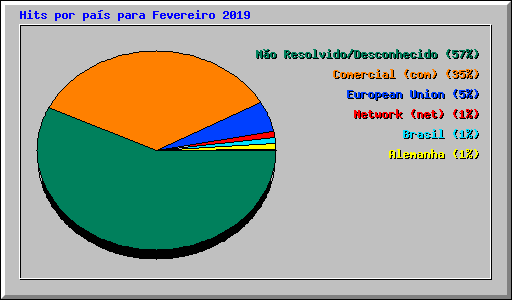 Hits por país para Fevereiro 2019
Não Resolvido/Desconhecido (57%)
Comercial (com) (35%)
European Union (5%)
Network (net) (1%)
Brasil (1%)
Alemanha (1%)